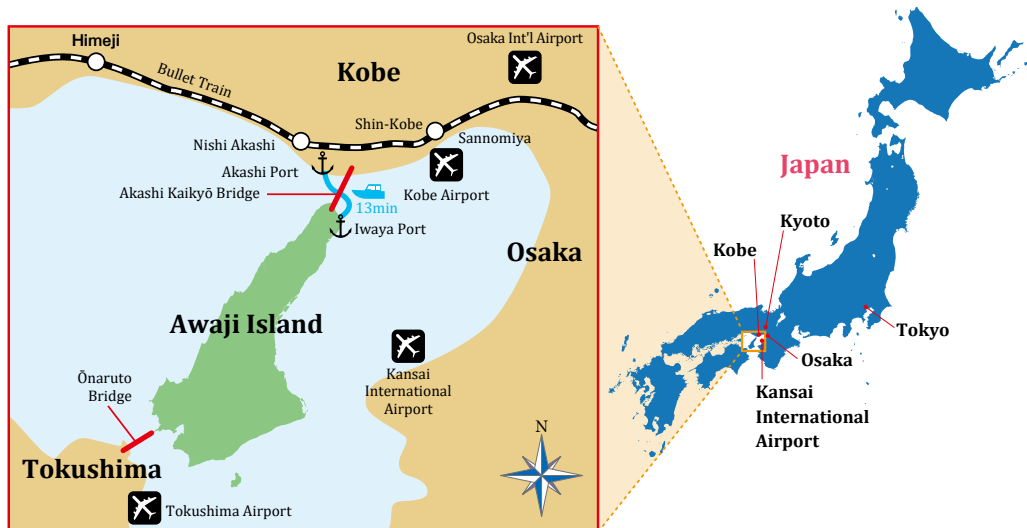 Himeji
Osaka Int'l Airport
Kobe
Bullet Train
Shin-Kobe
Nishi Akashi
Sannomiya
Akashi Port
Akashi Kaikyō Bridge
Kobe Airport
13min
Iwaya Port
Osaka
Awaji Island
Kansai
International
Airport
Ōnaruto
Bridge
Tokushima
N
Tokushima Airport
Japan
Kyoto
Kobe
Tokyo
Osaka
Kansai
International
Airport